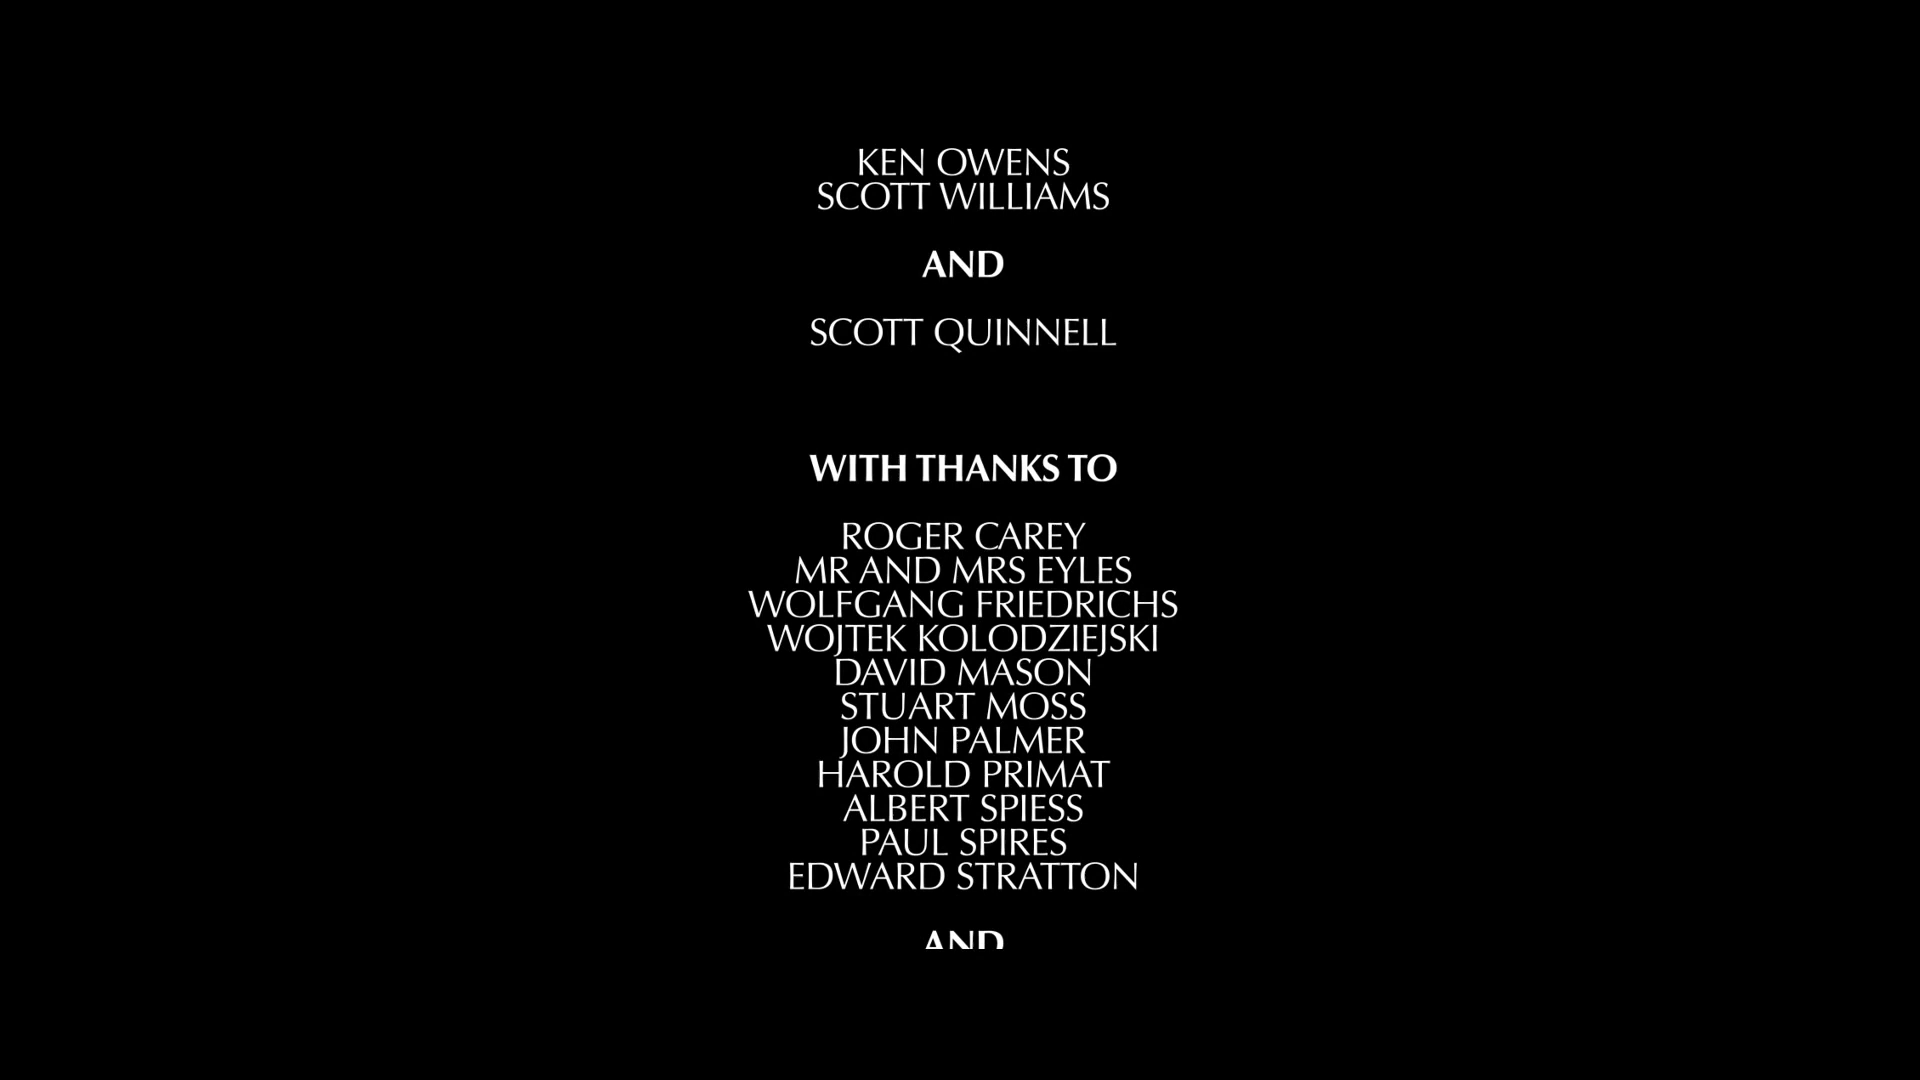 KEN OWENS
SCOTT WILLIAMS
AND
SCOTT QUINNELL
WITH THANKS TO
ROGER CAREY
MR AND MRS EYLES
WOLFGANG FRIEDRICHS
WOJTEK KOLODZIEJSKI
DAVID MASON
STUART MOSS
JOHN PALMER
HAROLD PRIMAT
ALBERT SPIESS
PAUL SPIRES
EDWARD STRATTON
AND